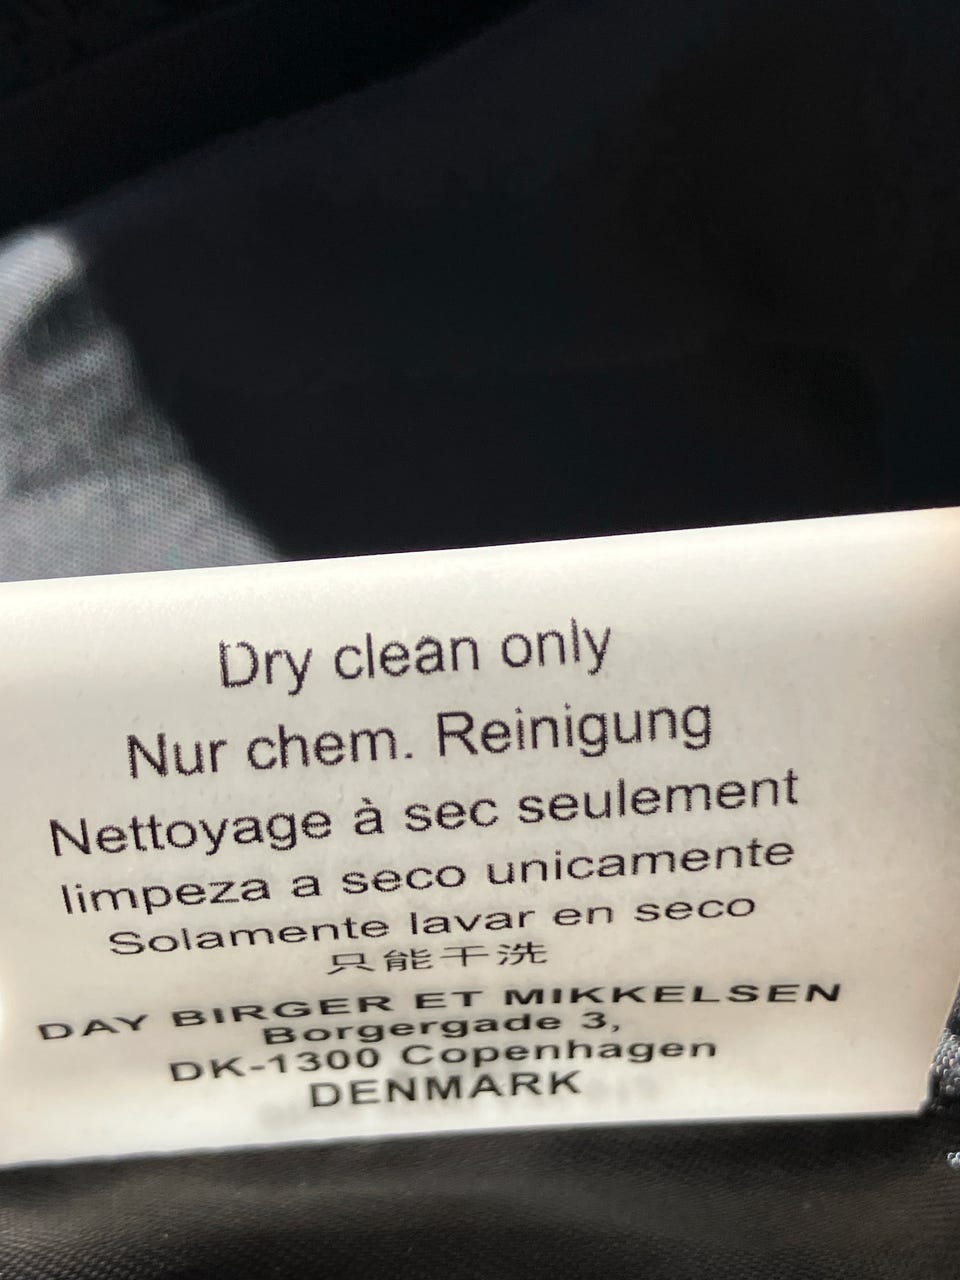 Dry clean only
Nur chem. Reinigung
Nettoyage à sec seulement
limpeza a seco unicamente
Solamente lavar en seco
只能干洗
DAY BIRGER ET MIKKELSEN
Borgergade 3,
DK-1300 Copenhagen
DENMARK